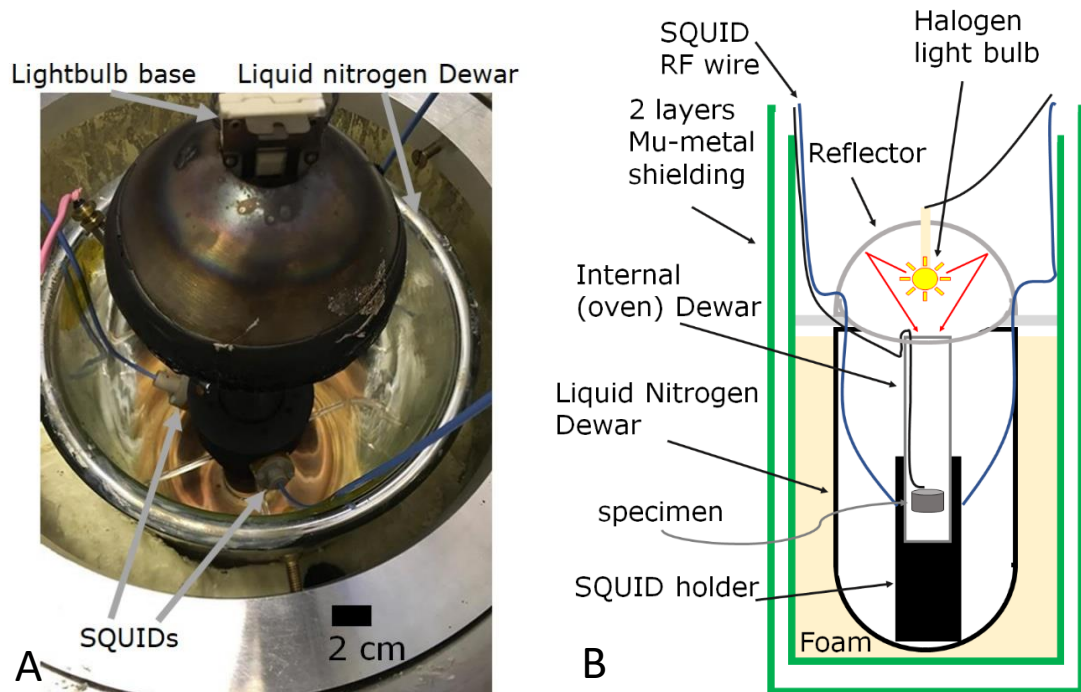 Lightbulb base
Liquid nitrogen Dewar
SQUIDs
2 cm
A
SQUID
RF wire
Halogen
light bulb
2 layers
Mu-metal
shielding
Reflector
Internal
(oven) Dewar
Liquid Nitrogen
Dewar
specimen
SQUID holder
Foam
B